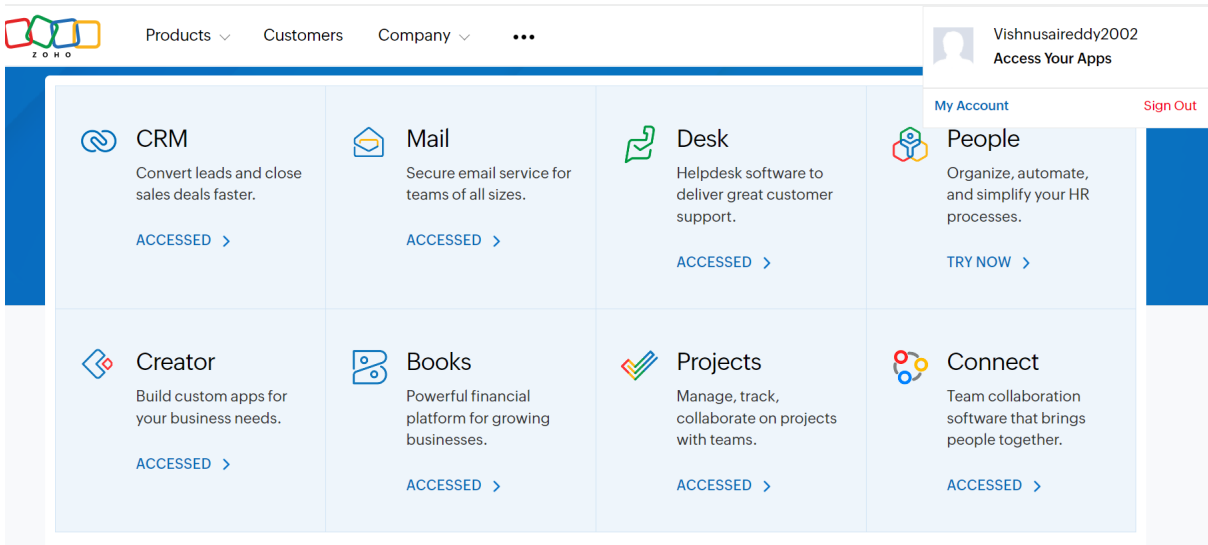 ZOHO
Products
Customers
Company
•••
Vishnusaireddy2002
Access Your Apps
My Account
Sign Out
CRM
Convert leads and close
sales deals faster.
ACCESSED >
Mail
Secure email service for
teams of all sizes.
ACCESSED >
Desk
Helpdesk software to
deliver great customer
support.
ACCESSED >
People
Organize, automate,
and simplify your HR
processes.
TRY NOW >
Creator
Build custom apps for
your business needs.
ACCESSED >
Books
Powerful financial
platform for growing
businesses.
ACCESSED >
Projects
Manage, track,
collaborate on projects
with teams.
ACCESSED >
Connect
Team collaboration
software that brings
people together.
ACCESSED >